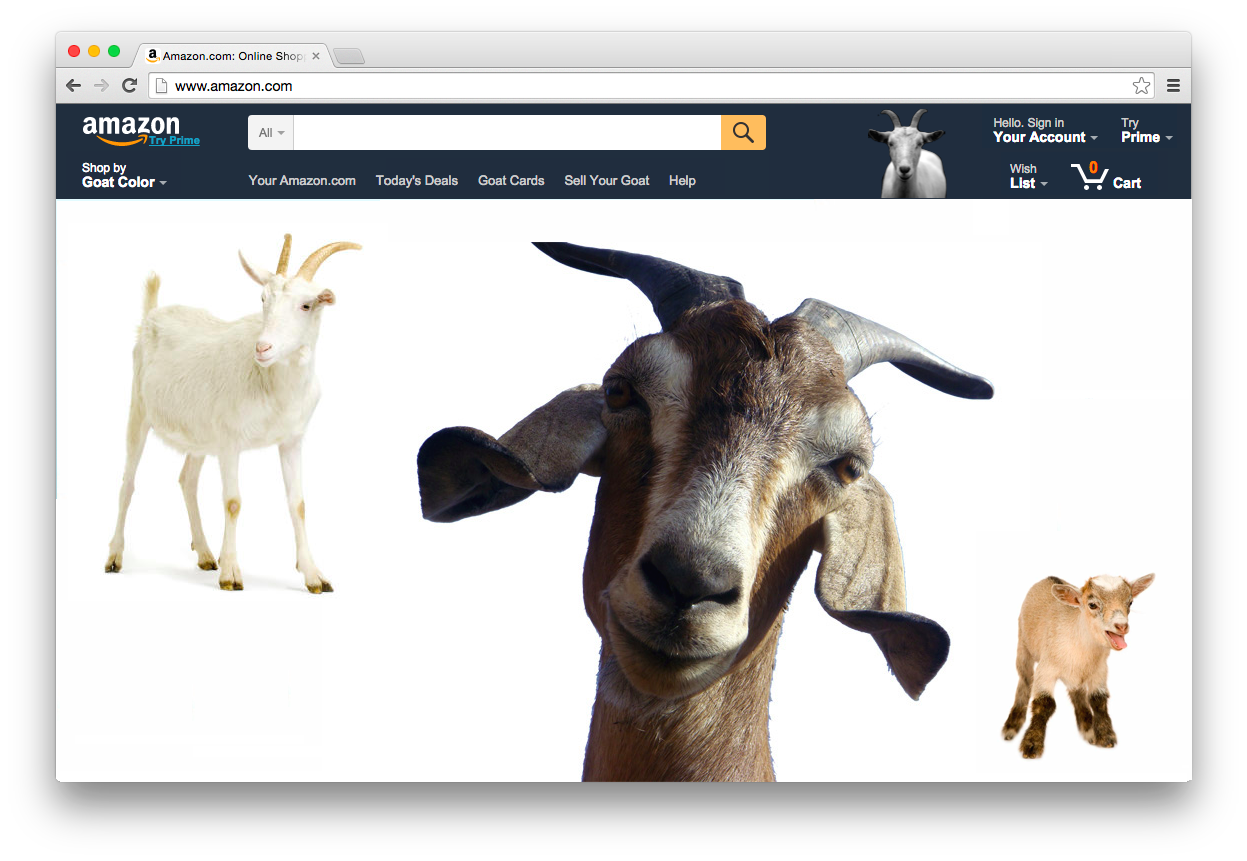 Amazon.com: Online Shop
www.amazon.com
amazon
Try Prime
All
Hello. Sign in
Your Account
Try
Prime
Shop by
Goat Color
Your Amazon.com Today's Deals Goat Cards Sell Your Goat Help
Wish
List
0
Cart